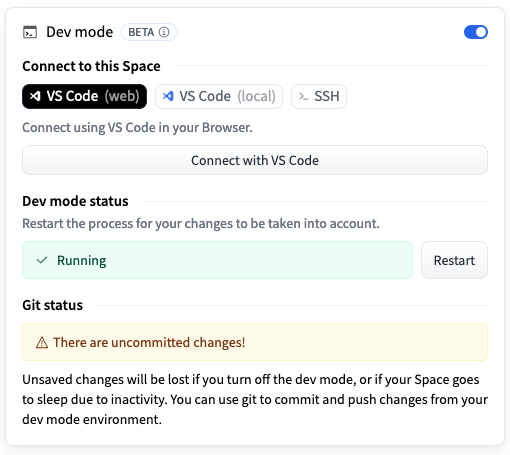 Dev mode BETA
Connect to this Space
VS Code (web) VS Code (local) SSH
Connect using VS Code in your Browser.
Connect with VS Code
Dev mode status
Restart the process for your changes to be taken into account.
Running Restart
Git status
There are uncommitted changes!
Unsaved changes will be lost if you turn off the dev mode, or if your Space goes
to sleep due to inactivity. You can use git to commit and push changes from your
dev mode environment.